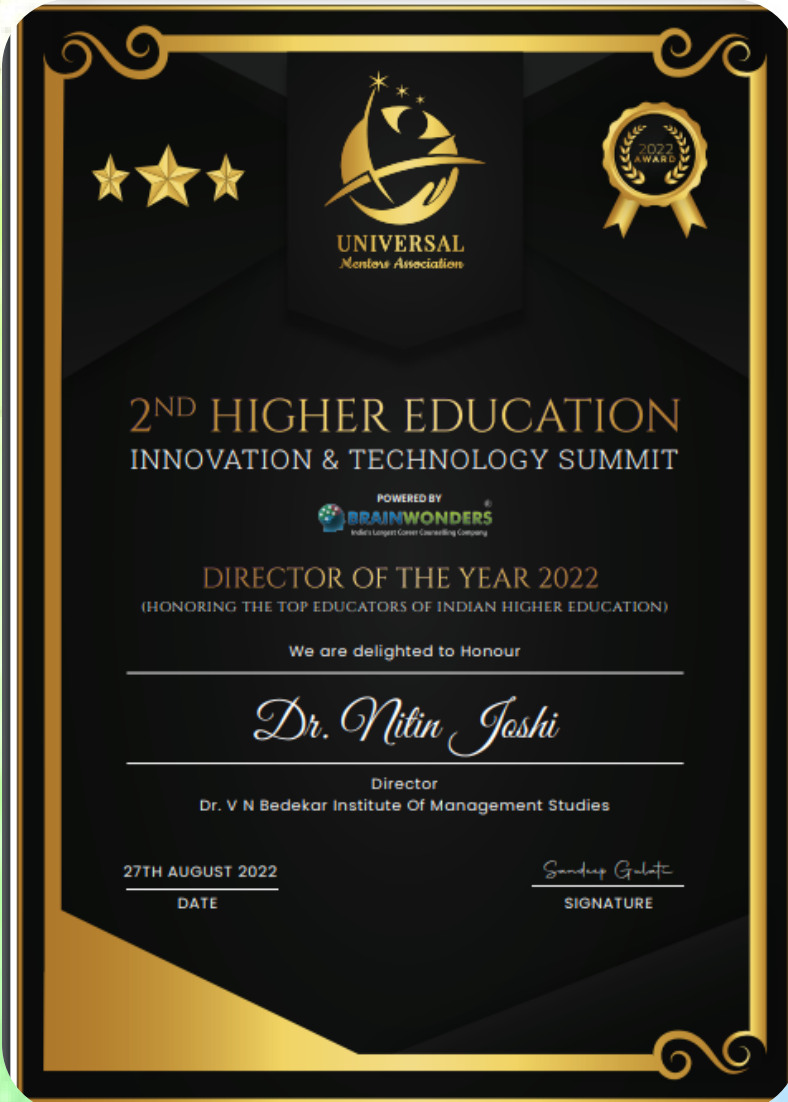 2022
AWARD
UNIVERSAL
Mentors Association
2ND HIGHER EDUCATION
INNOVATION & TECHNOLOGY SUMMIT
POWERED BY
®
BRAINWONDERS
India's Largest Career Counselling Company
DIRECTOR OF THE YEAR 2022
(HONORING THE TOP EDUCATORS OF INDIAN HIGHER EDUCATION)
We are delighted to Honour
Dr. Nitin Joshi
Director
Dr. V N Bedekar Institute Of Management Studies
27TH AUGUST 2022
DATE
Sandeep Gulati
SIGNATURE